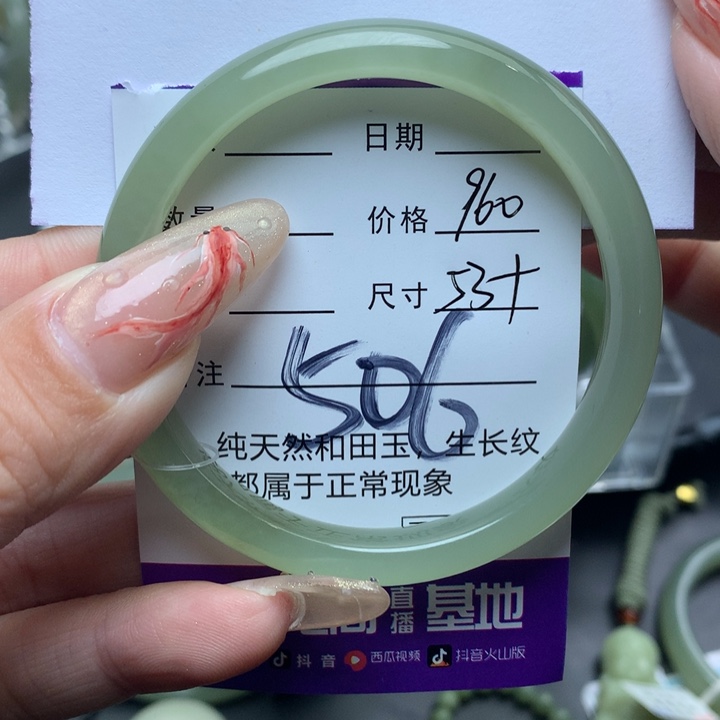 日期
数量 价格 960
尺寸 53+
注 506
纯天然和田玉，生长纹
都属于正常现象
直播 基地
抖音 西瓜视频 抖音火山版